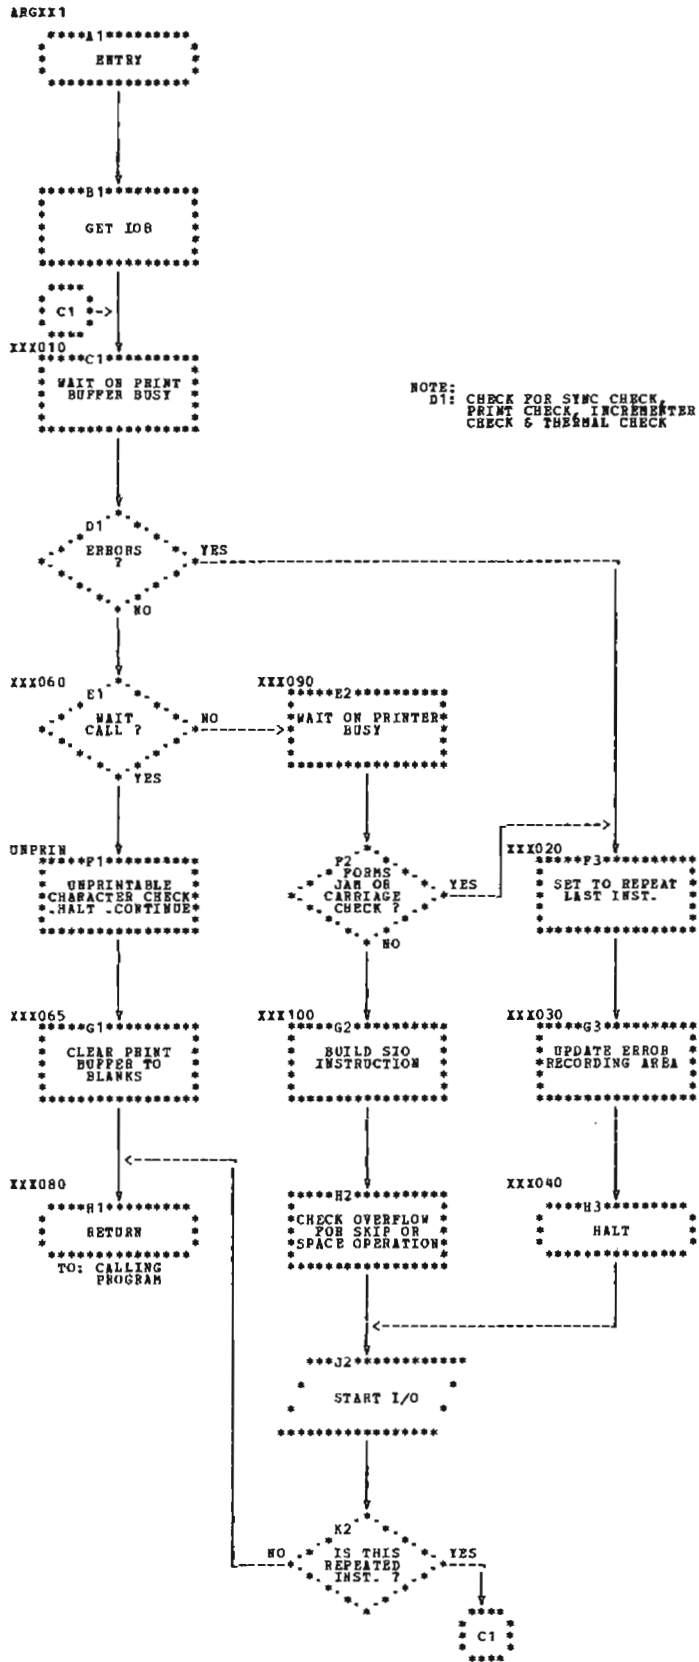 ARGXX1
A1
ENTRY
B1
GET IOB
C1
XXX010
C1
WAIT ON PRINT
BUFFER BUSY
NOTE:
D1: CHECK FOR SYNC CHECK,
PRINT CHECK, INCREMENTER
CHECK & THERMAL CHECK
D1
ERRORS
?
YES
NO
XXX060
E1
WAIT
CALL ?
NO
YES
XXX090
E2
WAIT ON PRINTER
BUSY
UNPRIN
F1
UNPRINTABLE
CHARACTER CHECK
.HALT .CONTINUE
F2
FORMS
JAM OR
CARRIAGE
CHECK ?
YES
NO
XXX020
F3
SET TO REPEAT
LAST INST.
XXX065
G1
CLEAR PRINT
BUFFER TO
BLANKS
XXX100
G2
BUILD SIO
INSTRUCTION
XXX030
G3
UPDATE ERROR
RECORDING AREA
XXX080
H1
RETURN
TO: CALLING
PROGRAM
H2
CHECK OVERFLOW
FOR SKIP OR
SPACE OPERATION
XXX040
H3
HALT
J2
START I/O
K2
IS THIS
REPEATED
INST. ?
NO
YES
C1